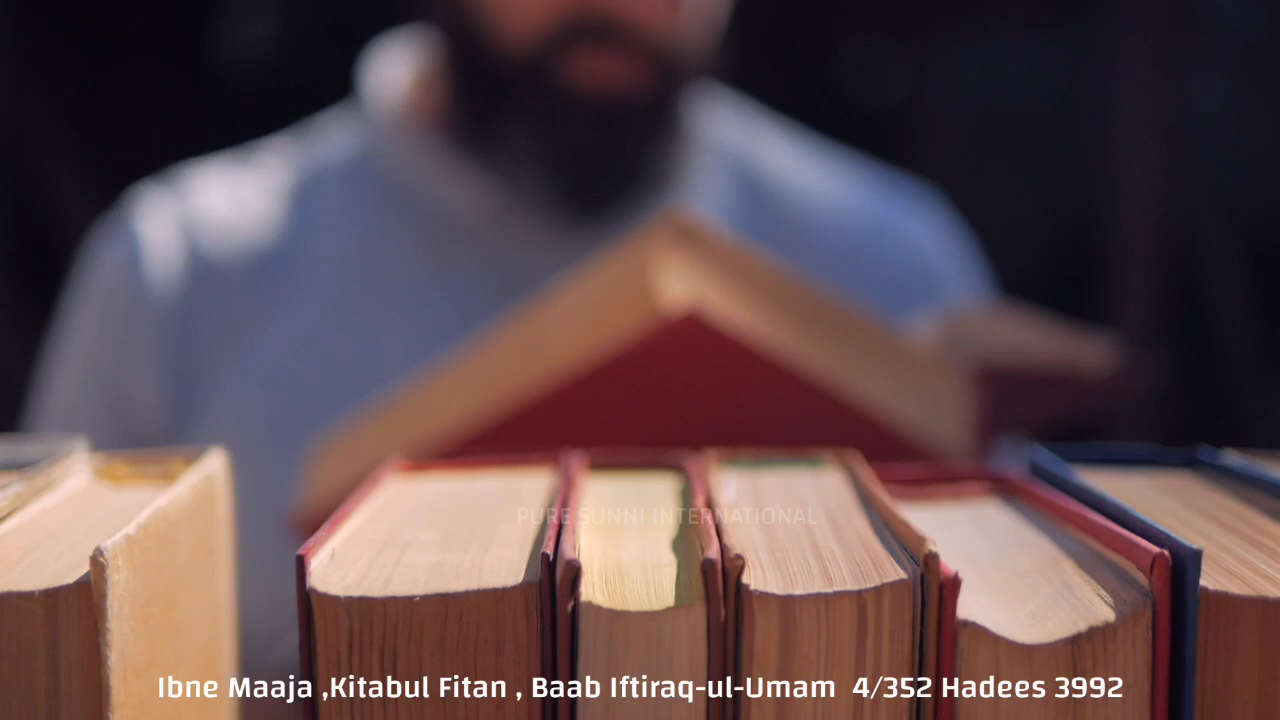 PURE SUNNI INTERNATIONAL
Ibne Maaja ,Kitabul Fitan , Baab Iftiraq-ul-Umam 4/352 Hadees 3992